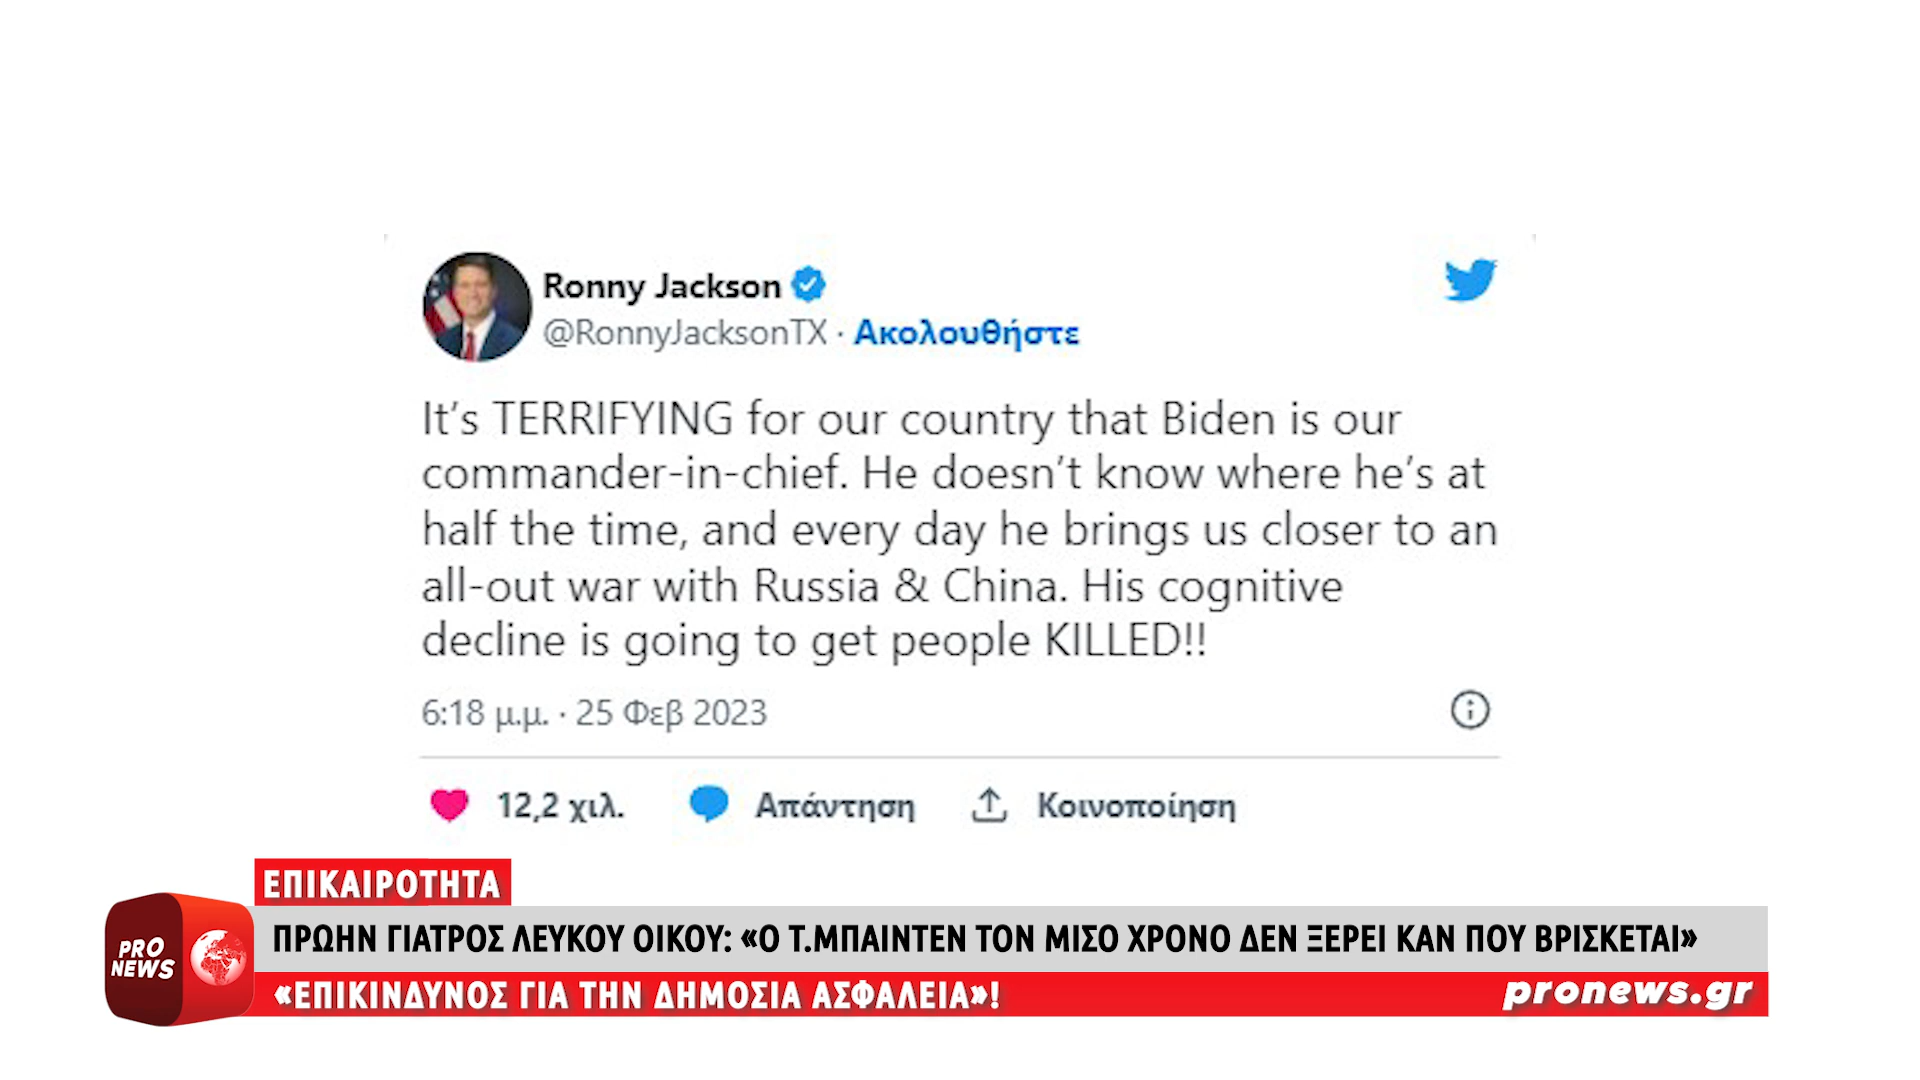 Ronny Jackson
@RonnyJacksonTX · Ακολουθήστε
It's TERRIFYING for our country that Biden is our
commander-in-chief. He doesn't know where he's at
half the time, and every day he brings us closer to an
all-out war with Russia & China. His cognitive
decline is going to get people KILLED!!
6:18 μ.μ. · 25 Φεβ 2023
12,2 χιλ. Απάντηση Κοινοποίηση
ΕΠΙΚΑΙΡΟΤΗΤΑ
ΠΡΩΗΝ ΓΙΑΤΡΟΣ ΛΕΥΚΟΥ ΟΙΚΟΥ: «Ο Τ.ΜΠΑΙΝΤΕΝ ΤΟΝ ΜΙΣΟ ΧΡΟΝΟ ΔΕΝ ΞΕΡΕΙ ΚΑΝ ΠΟΥ ΒΡΙΣΚΕΤΑΙ»
PRO
NEWS
«ΕΠΙΚΙΝΔΥΝΟΣ ΓΙΑ ΤΗΝ ΔΗΜΟΣΙΑ ΑΣΦΑΛΕΙΑ»! pronews.gr